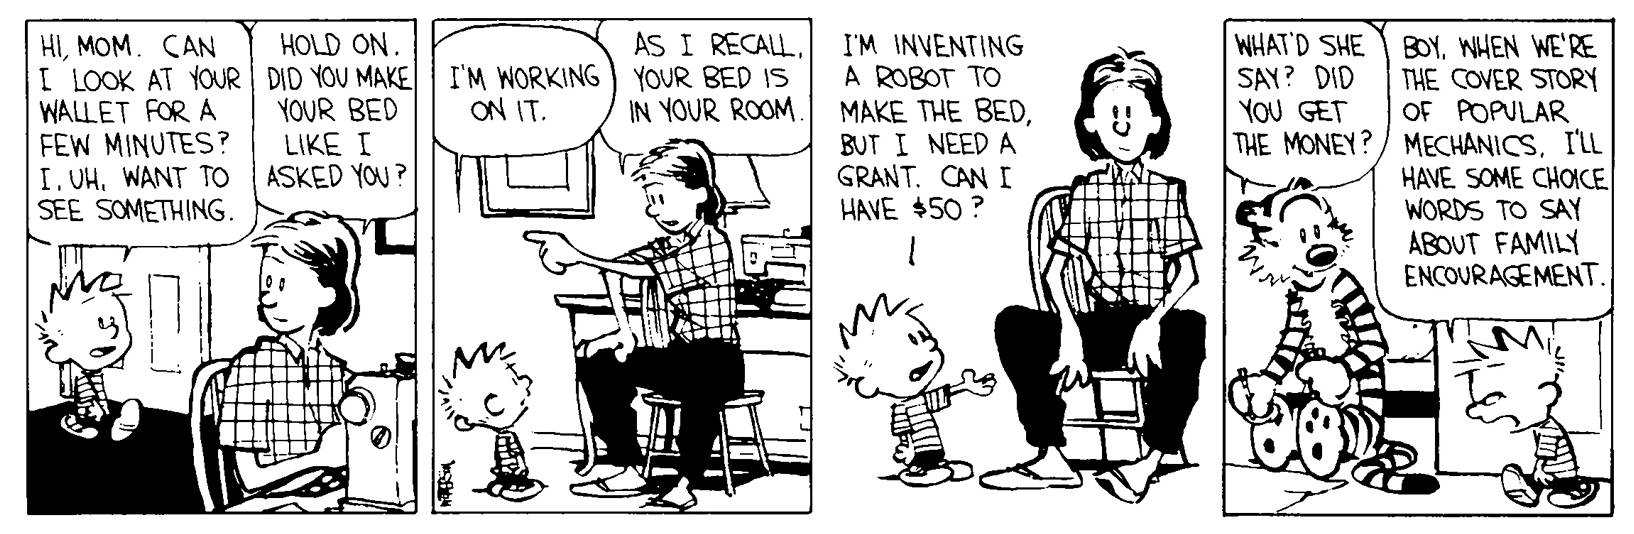 HI, MOM. CAN
I LOOK AT YOUR
WALLET FOR A
FEW MINUTES?
I, UH, WANT TO
SEE SOMETHING.
HOLD ON.
DID YOU MAKE
YOUR BED
LIKE I
ASKED YOU?
I'M WORKING
ON IT.
AS I RECALL,
YOUR BED IS
IN YOUR ROOM.
I'M INVENTING
A ROBOT TO
MAKE THE BED,
BUT I NEED A
GRANT. CAN I
HAVE $50?
WHAT'D SHE
SAY? DID
YOU GET
THE MONEY?
BOY, WHEN WE'RE
THE COVER STORY
OF POPULAR
MECHANICS, I'LL
HAVE SOME CHOICE
WORDS TO SAY
ABOUT FAMILY
ENCOURAGEMENT.